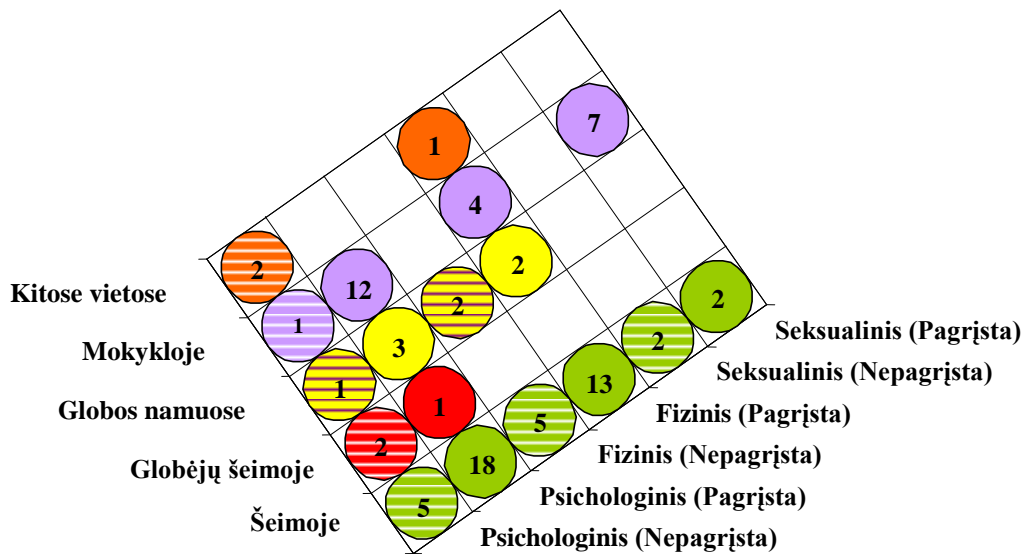 7
1
4
2
2
12
2
1
3
2
1
2
13
1
5
2
18
5
Kitose vietose
Mokykloje
Globos namuose
Globėjų šeimoje
Šeimoje
Seksualinis (Pagrįsta)
Seksualinis (Nepagrįsta)
Fizinis (Pagrįsta)
Fizinis (Nepagrįsta)
Psichologinis (Pagrįsta)
Psichologinis (Nepagrįsta)